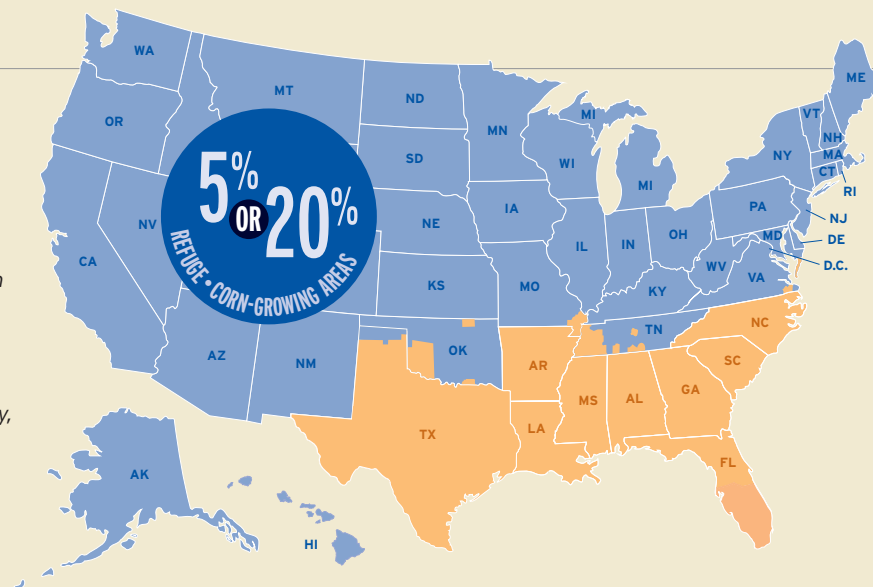 WA
MT
ND
MN
MI
ME
OR
SD
WI
MI
VT
NH
NY
MA
CT
RI
5%
OR
20%
REFUGE • CORN-GROWING AREAS
NV
NE
IA
PA
NJ
CA
IL
IN
OH
MD
DE
D.C.
KS
MO
WV
VA
KY
AZ
NM
OK
TN
NC
AR
SC
MS
AL
GA
TX
LA
FL
AK
HI
y,